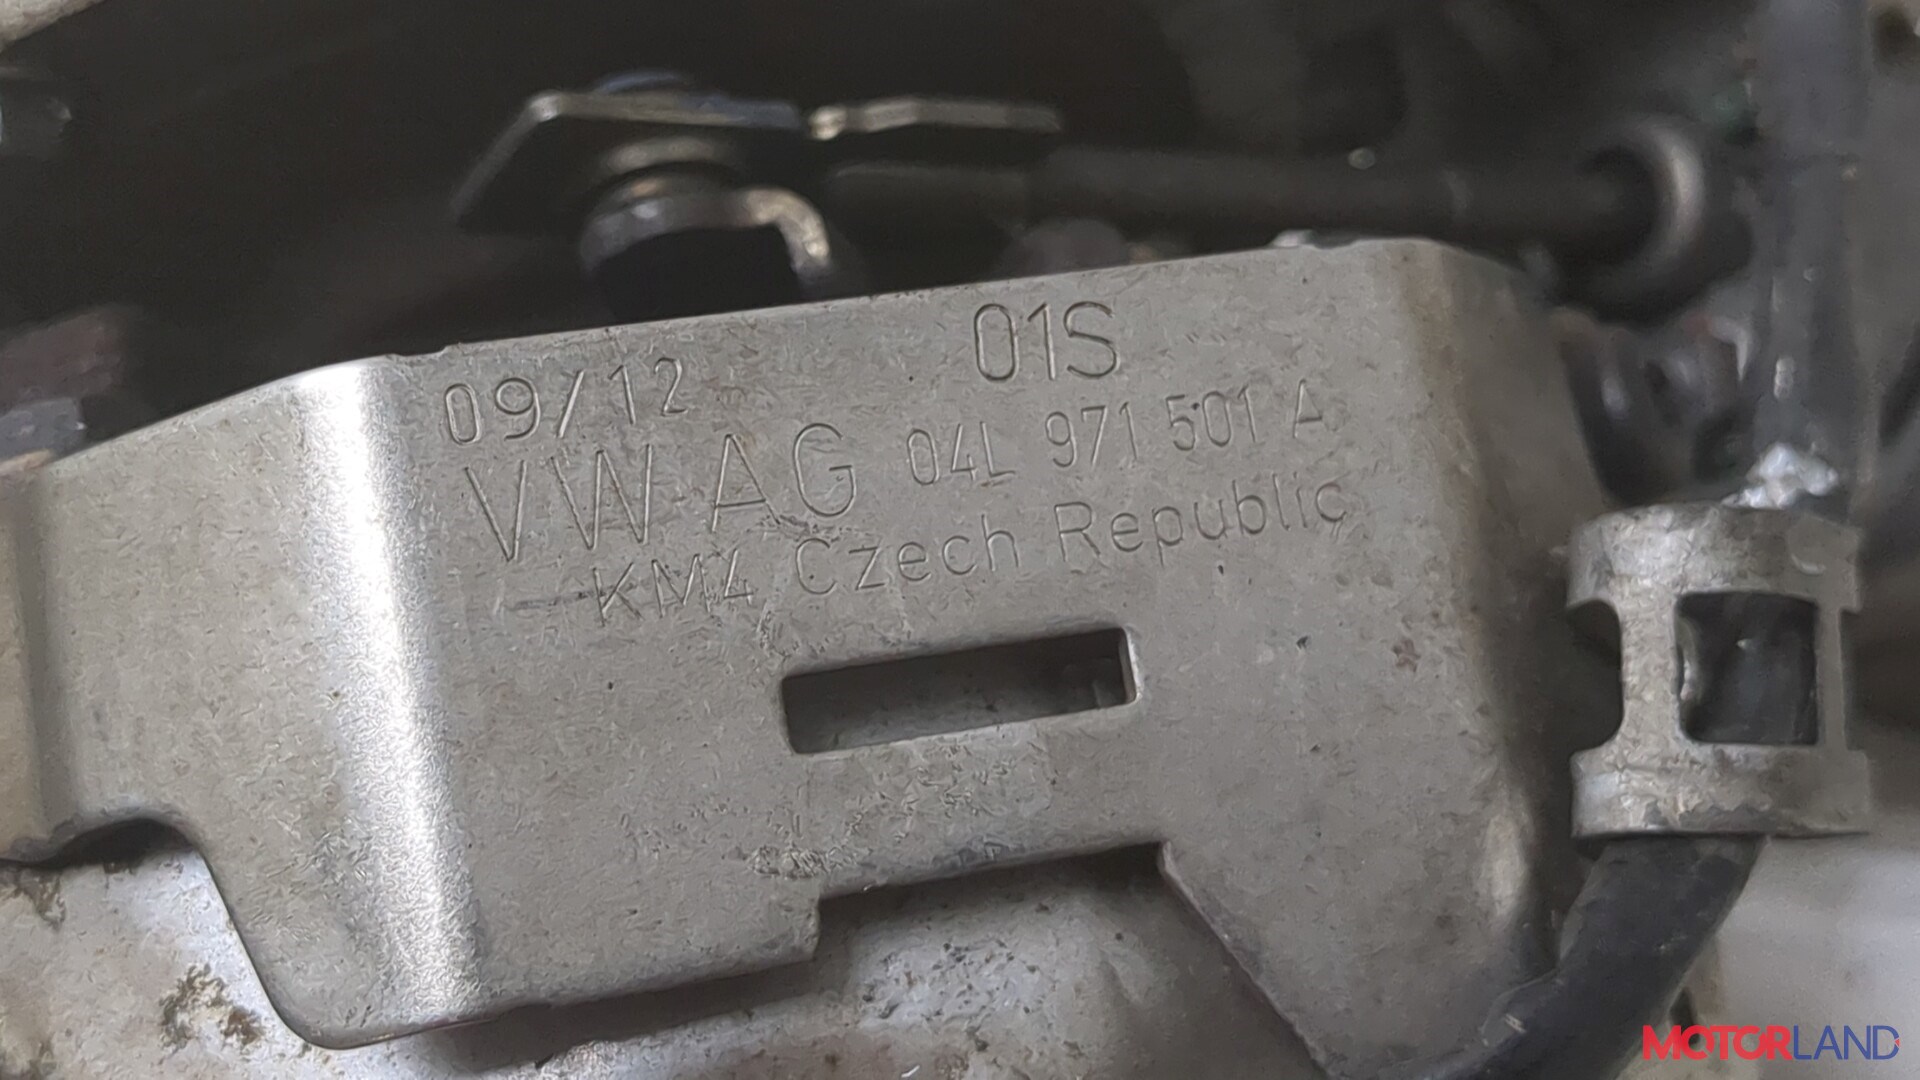 01S
09/12
VW AG 04L 971 501 A
KM4 Czech Republic
MOTORLAND